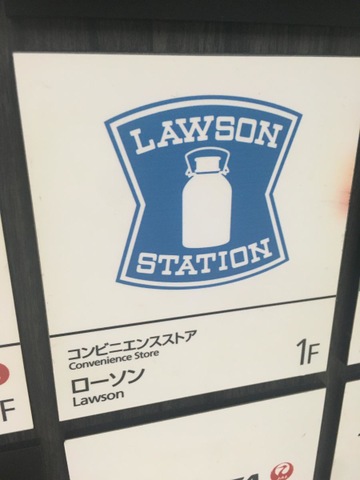 LAWSON
STATION
コンビニエンスストア
Convenience Store
ローソン
Lawson
1F
F